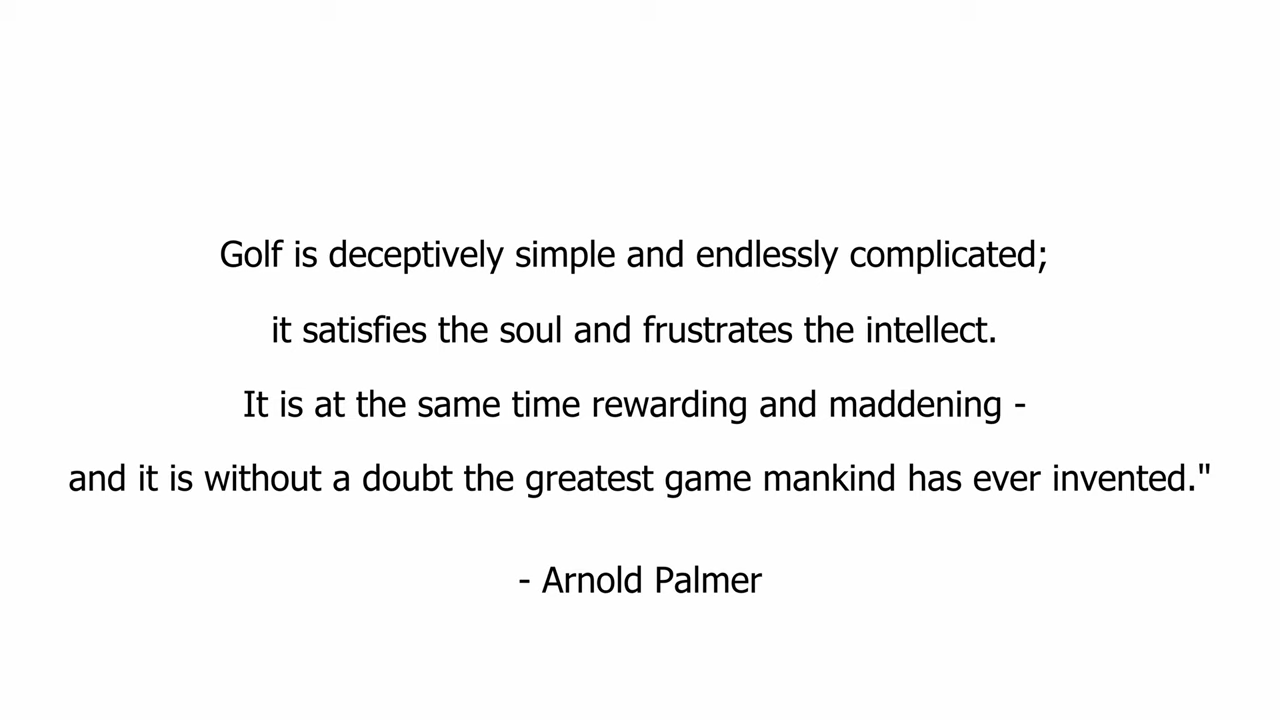 Golf is deceptively simple and endlessly complicated;
it satisfies the soul and frustrates the intellect.
It is at the same time rewarding and maddening -
and it is without a doubt the greatest game mankind has ever invented."
- Arnold Palmer